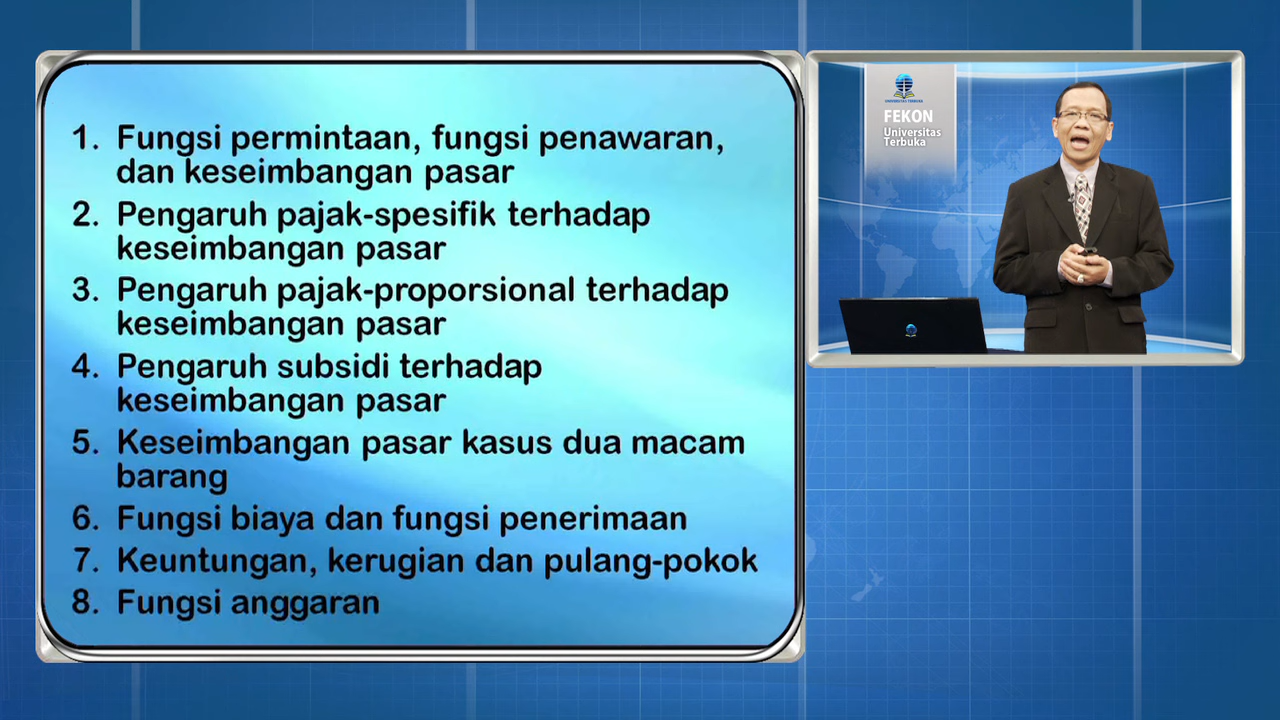 1. Fungsi permintaan, fungsi penawaran,
dan keseimbangan pasar
2. Pengaruh pajak-spesifik terhadap
keseimbangan pasar
3. Pengaruh pajak-proporsional terhadap
keseimbangan pasar
4. Pengaruh subsidi terhadap
keseimbangan pasar
5. Keseimbangan pasar kasus dua macam
barang
6. Fungsi biaya dan fungsi penerimaan
7. Keuntungan, kerugian dan pulang-pokok
8. Fungsi anggaran
UNIVERSITAS TERBUKA
FEKON
Universitas
Terbuka